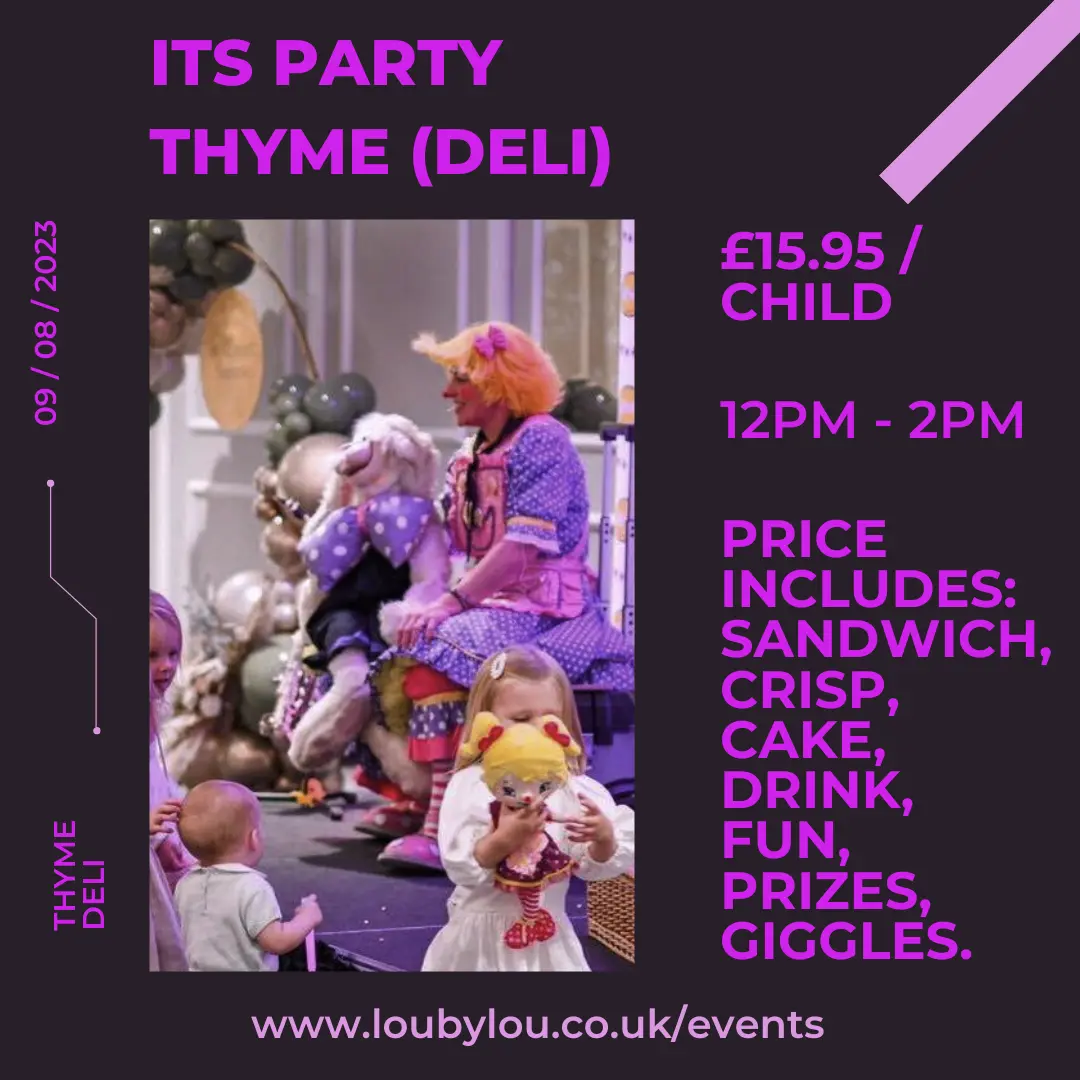 ITS PARTY
THYME (DELI)
09 / 08 / 2023
THYME
DELI
£15.95 /
CHILD
12PM - 2PM
PRICE
INCLUDES:
SANDWICH,
CRISP,
CAKE,
DRINK,
FUN,
PRIZES,
GIGGLES.
www.loubylou.co.uk/events